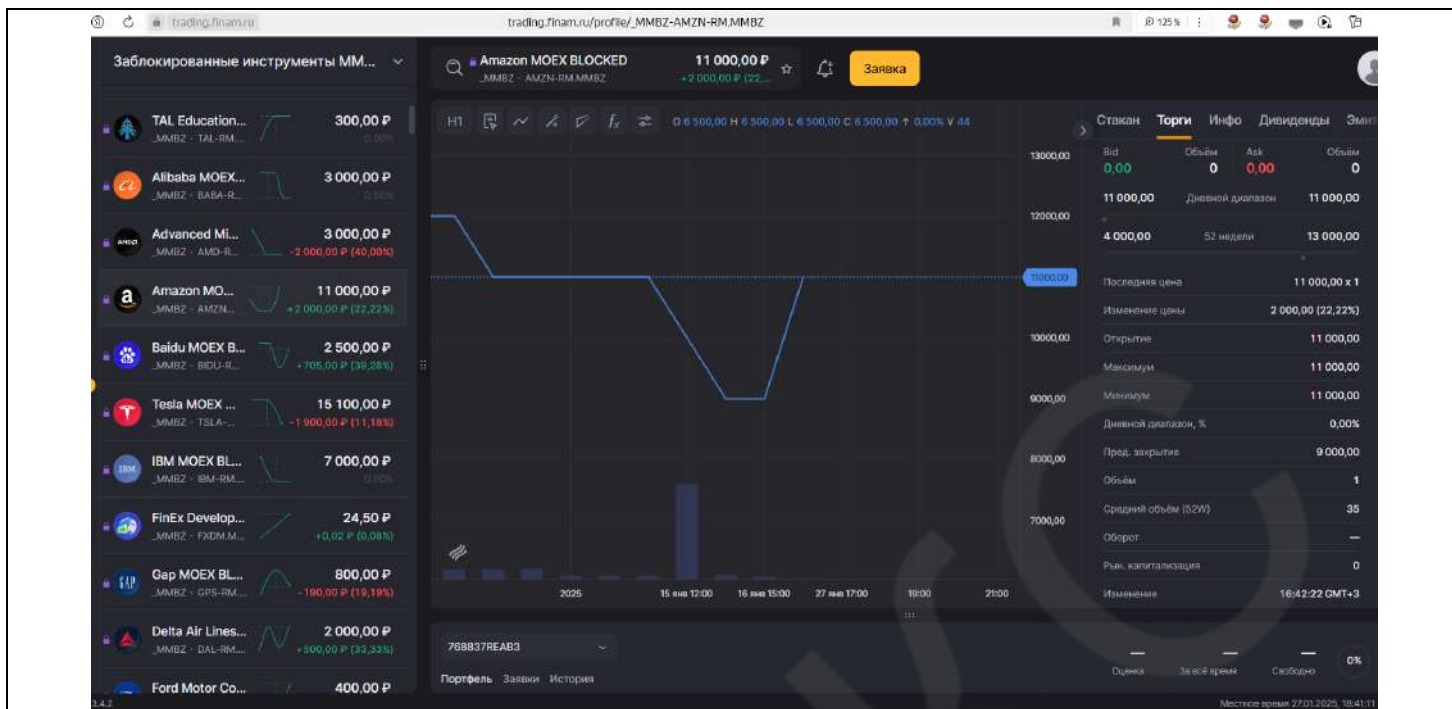 trading.finam.ru
trading.finam.ru/profile/_MMBZ-AMZN-RM.MMBZ
125 %
Заблокированные инструменты ММ...
Amazon MOEX BLOCKED
_MMBZ - AMZN-RM.MMBZ
11 000,00 ₽
+2 000,00 ₽ (22,...
Заявка
TAL Education...
300,00 ₽
_MMBZ - TAL-RM....
0,00%
Alibaba MOEX...
3 000,00 ₽
_MMBZ - BABA-R...
0,00%
Advanced Mi...
3 000,00 ₽
_MMBZ - AMD-R...
-2 000,00 ₽ (40,00%)
Amazon MO...
11 000,00 ₽
_MMBZ - AMZN...
+2 000,00 ₽ (22,22%)
Baidu MOEX B...
2 500,00 ₽
_MMBZ - BIDU-R...
+705,00 ₽ (39,28%)
Tesla MOEX ...
15 100,00 ₽
_MMBZ - TSLA-...
-1 900,00 ₽ (11,18%)
IBM MOEX BL...
7 000,00 ₽
_MMBZ - IBM-RM....
0,00%
FinEx Develop...
24,50 ₽
_MMBZ - FXDM.M...
+0,02 ₽ (0,08%)
Gap MOEX BL...
800,00 ₽
_MMBZ - GPS-RM....
-190,00 ₽ (19,19%)
Delta Air Lines...
2 000,00 ₽
_MMBZ - DAL-RM....
+500,00 ₽ (33,33%)
Ford Motor Co...
400,00 ₽
3.4.2
H1
O 6 500,00 H 6 500,00 L 6 500,00 C 6 500,00 ↑ 0,00% V 44
13000,00
12000,00
11000,00
10000,00
9000,00
8000,00
7000,00
2025
15 янв 12:00
16 янв 15:00
27 янв 17:00
19:00
21:00
Стакан Торги Инфо Дивиденды Эмит
Bid Объём Ask Объём
0,00 0 0,00 0
11 000,00 Дневной диапазон 11 000,00
4 000,00 52 недели 13 000,00
Последняя цена 11 000,00 x 1
Изменение цены 2 000,00 (22,22%)
Открытие 11 000,00
Максимум 11 000,00
Минимум 11 000,00
Дневной диапазон, % 0,00%
Пред. закрытие 9 000,00
Объём 1
Средний объём (52W) 35
Оборот —
Рын. капитализация 0
Изменение 16:42:22 GMT+3
768837REAB3
Портфель Заявки История
— Оценка
— За всё время
— Свободно
0%
Местное время 27.01.2025, 18:41:11